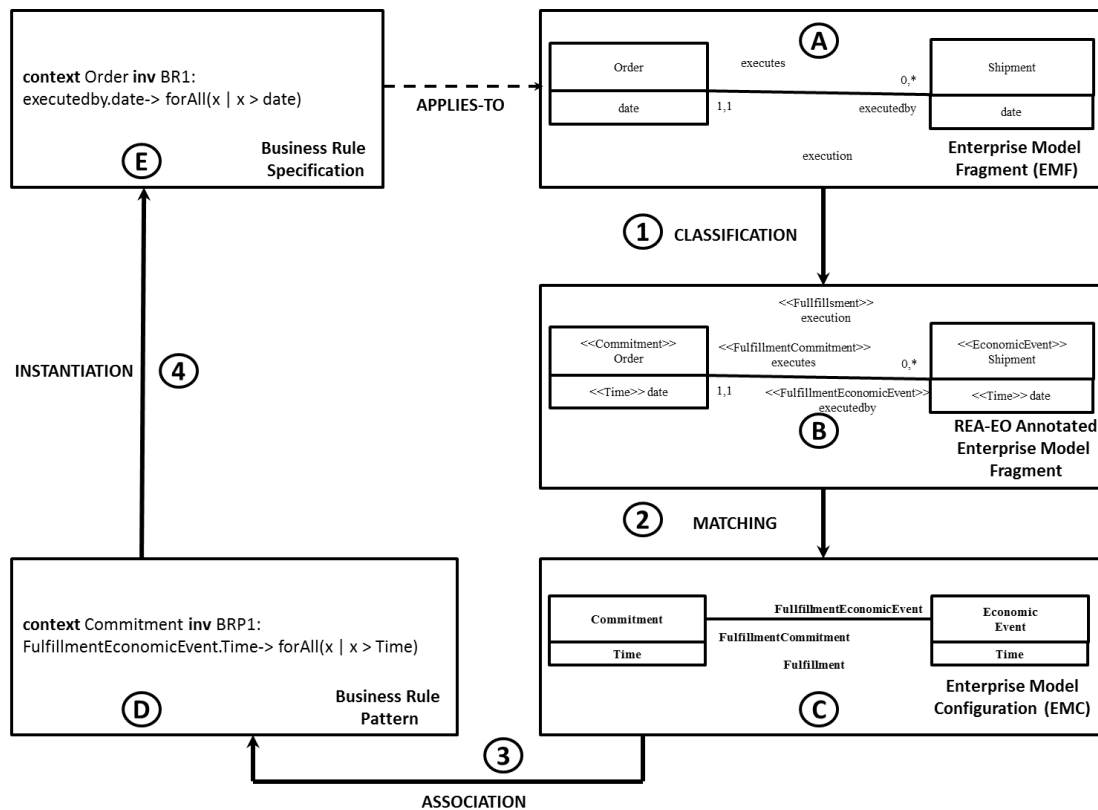 context Order inv BR1:
executedby.date-> forAll(x | x > date)
E
Business Rule
Specification
APPLIES-TO
A
Order
date
executes
1,1
0,*
executedby
execution
Shipment
date
Enterprise Model
Fragment (EMF)
1
CLASSIFICATION
<<Fullfillsment>>
execution
<<Commitment>>
Order
<<Time>> date
<<FulfillmentCommitment>>
executes
1,1
0,*
<<FulfillmentEconomicEvent>>
executedby
<<EconomicEvent>>
Shipment
<<Time>> date
B
REA-EO Annotated
Enterprise Model
Fragment
2
MATCHING
Commitment
Time
FullfillmentEconomicEvent
FulfillmentCommitment
Fulfillment
Economic
Event
Time
C
Enterprise Model
Configuration (EMC)
3
ASSOCIATION
context Commitment inv BRP1:
FulfillmentEconomicEvent.Time-> forAll(x | x > Time)
D
Business Rule
Pattern
INSTANTIATION
4